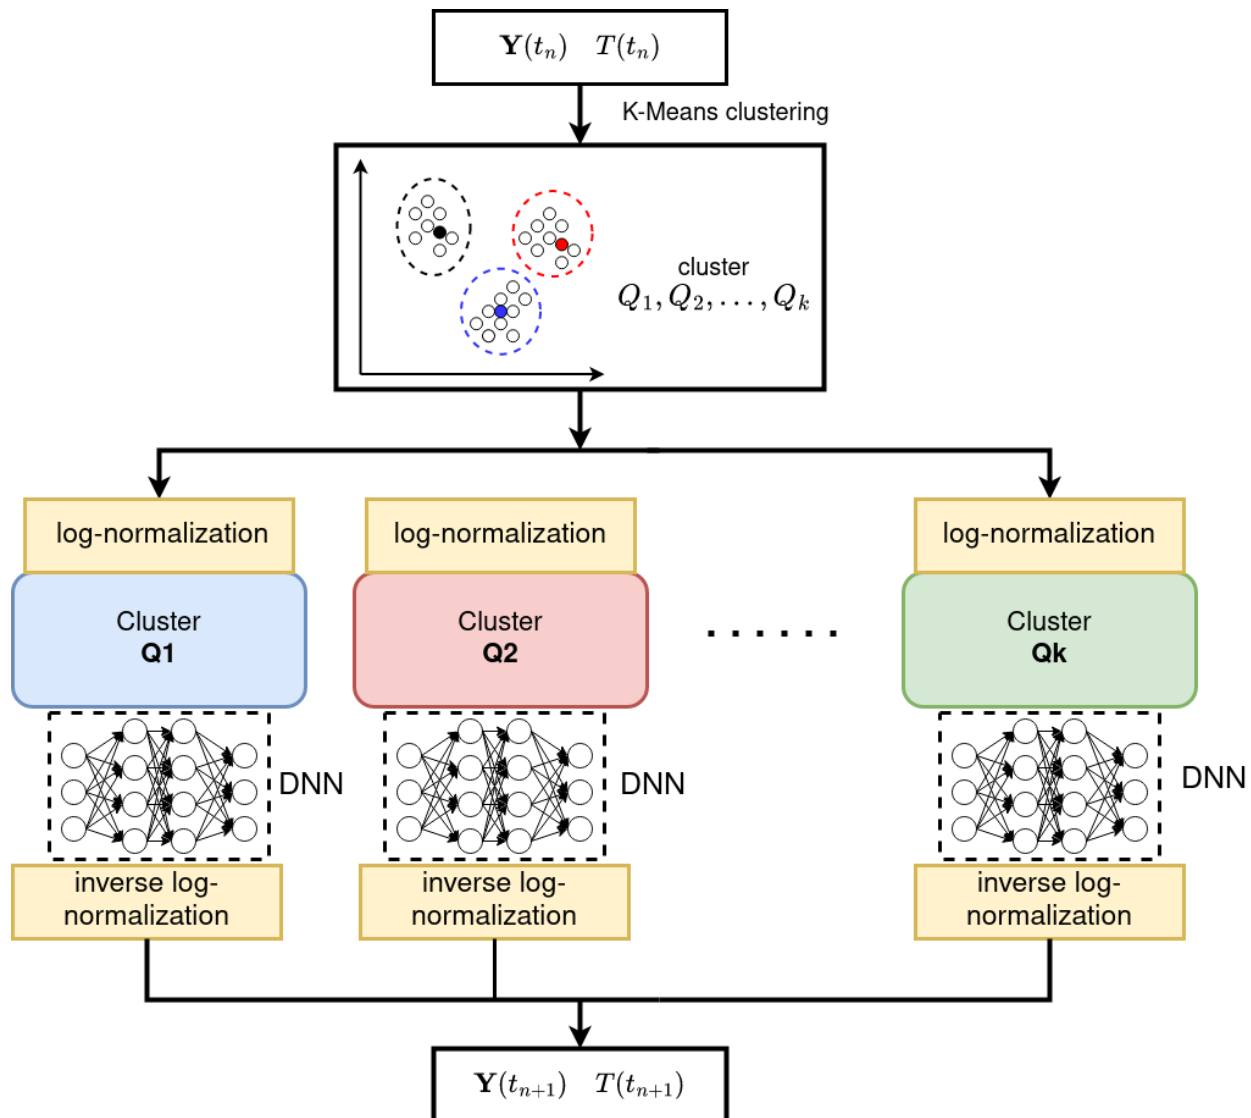 𝐘(tₙ) T(tₙ)
K-Means clustering
cluster
Q₁, Q₂, . . . , Qₖ
log-normalization
log-normalization
log-normalization
Cluster
Q1
Cluster
Q2
. . . . . .
Cluster
Qk
DNN
DNN
DNN
inverse log-
normalization
inverse log-
normalization
inverse log-
normalization
𝐘(tₙ₊₁) T(tₙ₊₁)